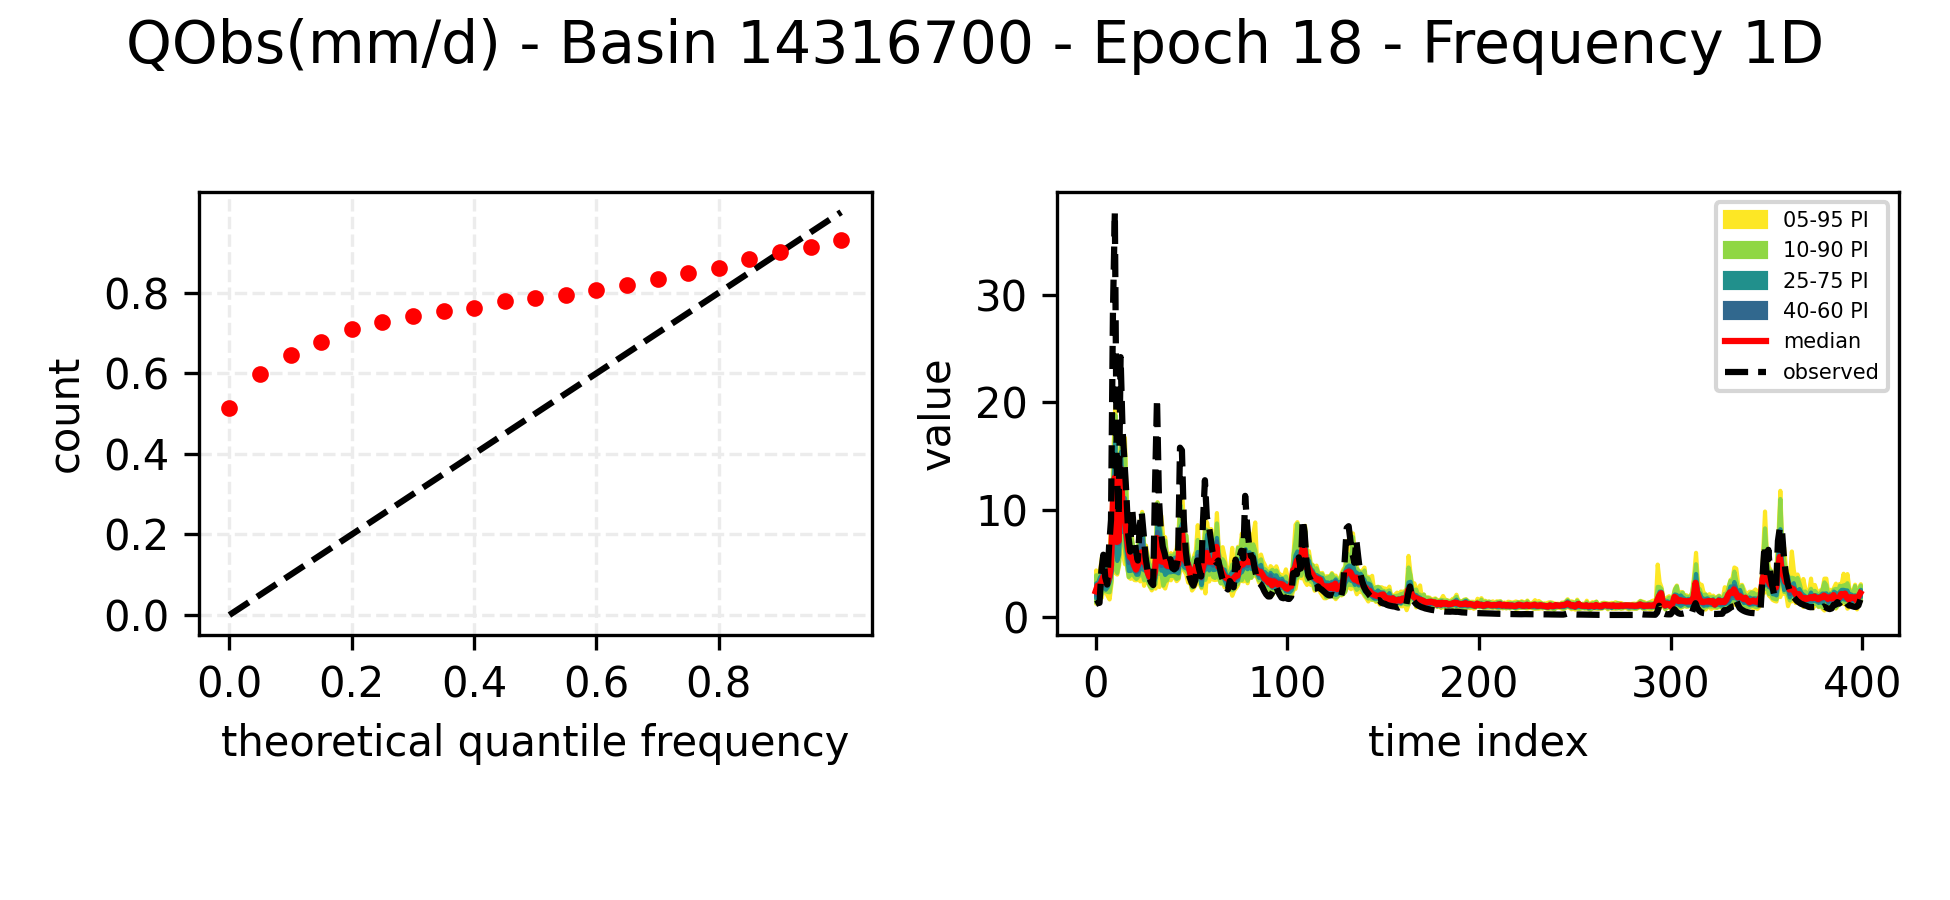 QObs(mm/d) - Basin 14316700 - Epoch 18 - Frequency 1D
count
0.8
0.6
0.4
0.2
0.0
0.0 0.2 0.4 0.6 0.8
theoretical quantile frequency
value
30
20
10
0
0 100 200 300 400
time index
05-95 PI
10-90 PI
25-75 PI
40-60 PI
median
observed